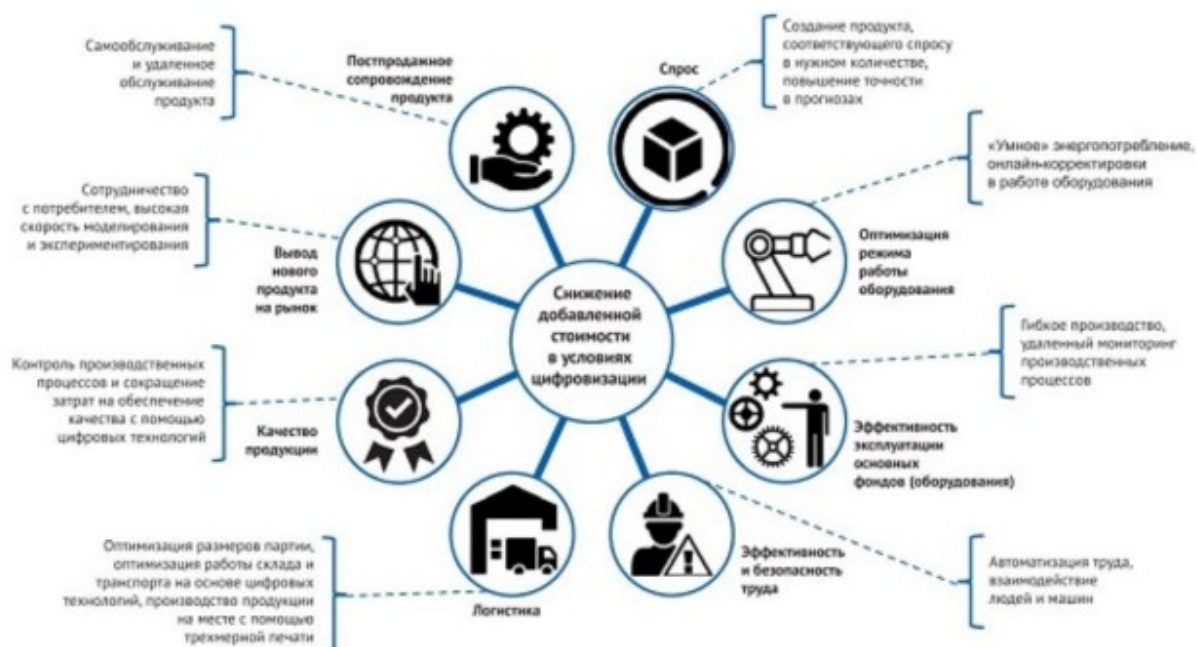 Самообслуживание
и удаленное
обслуживание
продукта
Постпродажное
сопровождение
продукта
Спрос
Создание продукта,
соответствующего спросу
в нужном количестве,
повышение точности
в прогнозах
«Умное» энергопотребление,
онлайн-корректировки
в работе оборудования
Оптимизация
режима
работы
оборудования
Сотрудничество
с потребителем, высокая
скорость моделирования
и экспериментирования
Вывод
нового
продукта
на рынок
Снижение
добавленной
стоимости
в условиях
цифровизации
Гибкое производство,
удаленный мониторинг
производственных
процессов
Эффективность
эксплуатации
основных
фондов (оборудования)
Контроль производственных
процессов и сокращение
затрат на обеспечение
качества с помощью
цифровых технологий
Качество
продукции
Оптимизация размеров партии,
оптимизация работы склада и
транспорта на основе цифровых
технологий, производство продукции
на месте с помощью
трехмерной печати
Логистика
Эффективность
и безопасность
труда
Автоматизация труда,
взаимодействие
людей и машин